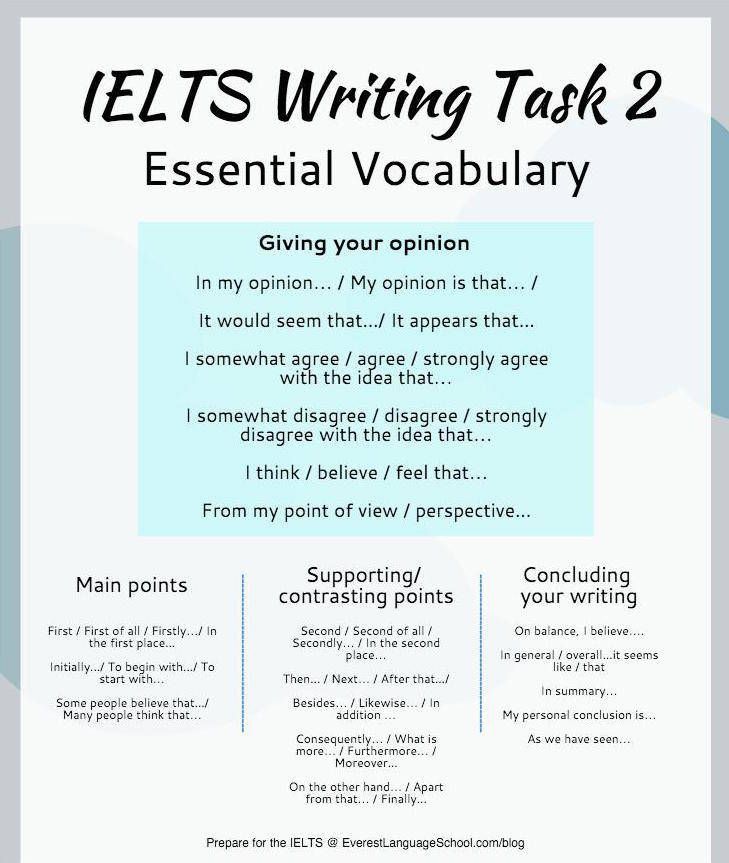 IELTS Writing Task 2
Essential Vocabulary
Giving your opinion
In my opinion... / My opinion is that... /
It would seem that.../ It appears that...
I somewhat agree / agree / strongly agree
with the idea that...
I somewhat disagree / disagree / strongly
disagree with the idea that...
I think / believe / feel that...
From my point of view / perspective...
Main points
First / First of all / Firstly.../ In
the first place...
Initially.../ To begin with.../ To
start with...
Some people believe that.../
Many people think that...
Supporting/
contrasting points
Second / Second of all /
Secondly... / In the second
place...
Then... / Next... / After that.../
Besides... / Likewise... / In
addition ...
Consequently... / What is
more... / Furthermore... /
Moreover...
On the other hand... / Apart
from that... / Finally...
Concluding
your writing
On balance, I believe....
In general / overall...it seems
like / that
In summary...
My personal conclusion is...
As we have seen...
Prepare for the IELTS @ EverestLanguageSchool.com/blog